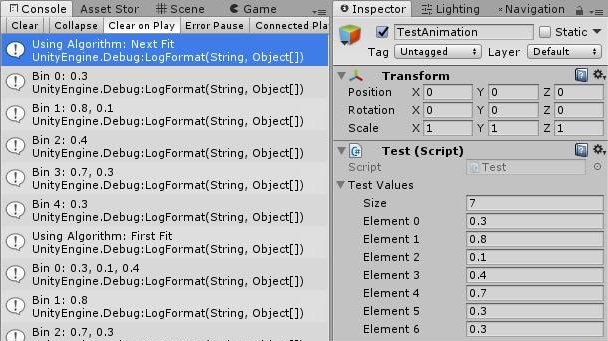 Console
Asset Stor
Scene
Game
Clear
Collapse
Clear on Play
Error Pause
Connected Pla
Using Algorithm: Next Fit
UnityEngine.Debug:LogFormat(String, Object[])
Bin 0: 0.3
UnityEngine.Debug:LogFormat(String, Object[])
Bin 1: 0.8, 0.1
UnityEngine.Debug:LogFormat(String, Object[])
Bin 2: 0.4
UnityEngine.Debug:LogFormat(String, Object[])
Bin 3: 0.7, 0.3
UnityEngine.Debug:LogFormat(String, Object[])
Bin 4: 0.3
UnityEngine.Debug:LogFormat(String, Object[])
Using Algorithm: First Fit
UnityEngine.Debug:LogFormat(String, Object[])
Bin 0: 0.3, 0.1, 0.4
UnityEngine.Debug:LogFormat(String, Object[])
Bin 1: 0.8
UnityEngine.Debug:LogFormat(String, Object[])
Bin 2: 0.7, 0.3
Inspector
Lighting
Navigation
TestAnimation
Static
Tag Untagged Layer Default
Transform
Position X 0 Y 0 Z 0
Rotation X 0 Y 0 Z 0
Scale X 1 Y 1 Z 1
Test (Script)
Script Test
Test Values
Size 7
Element 0 0.3
Element 1 0.8
Element 2 0.1
Element 3 0.4
Element 4 0.7
Element 5 0.3
Element 6 0.3